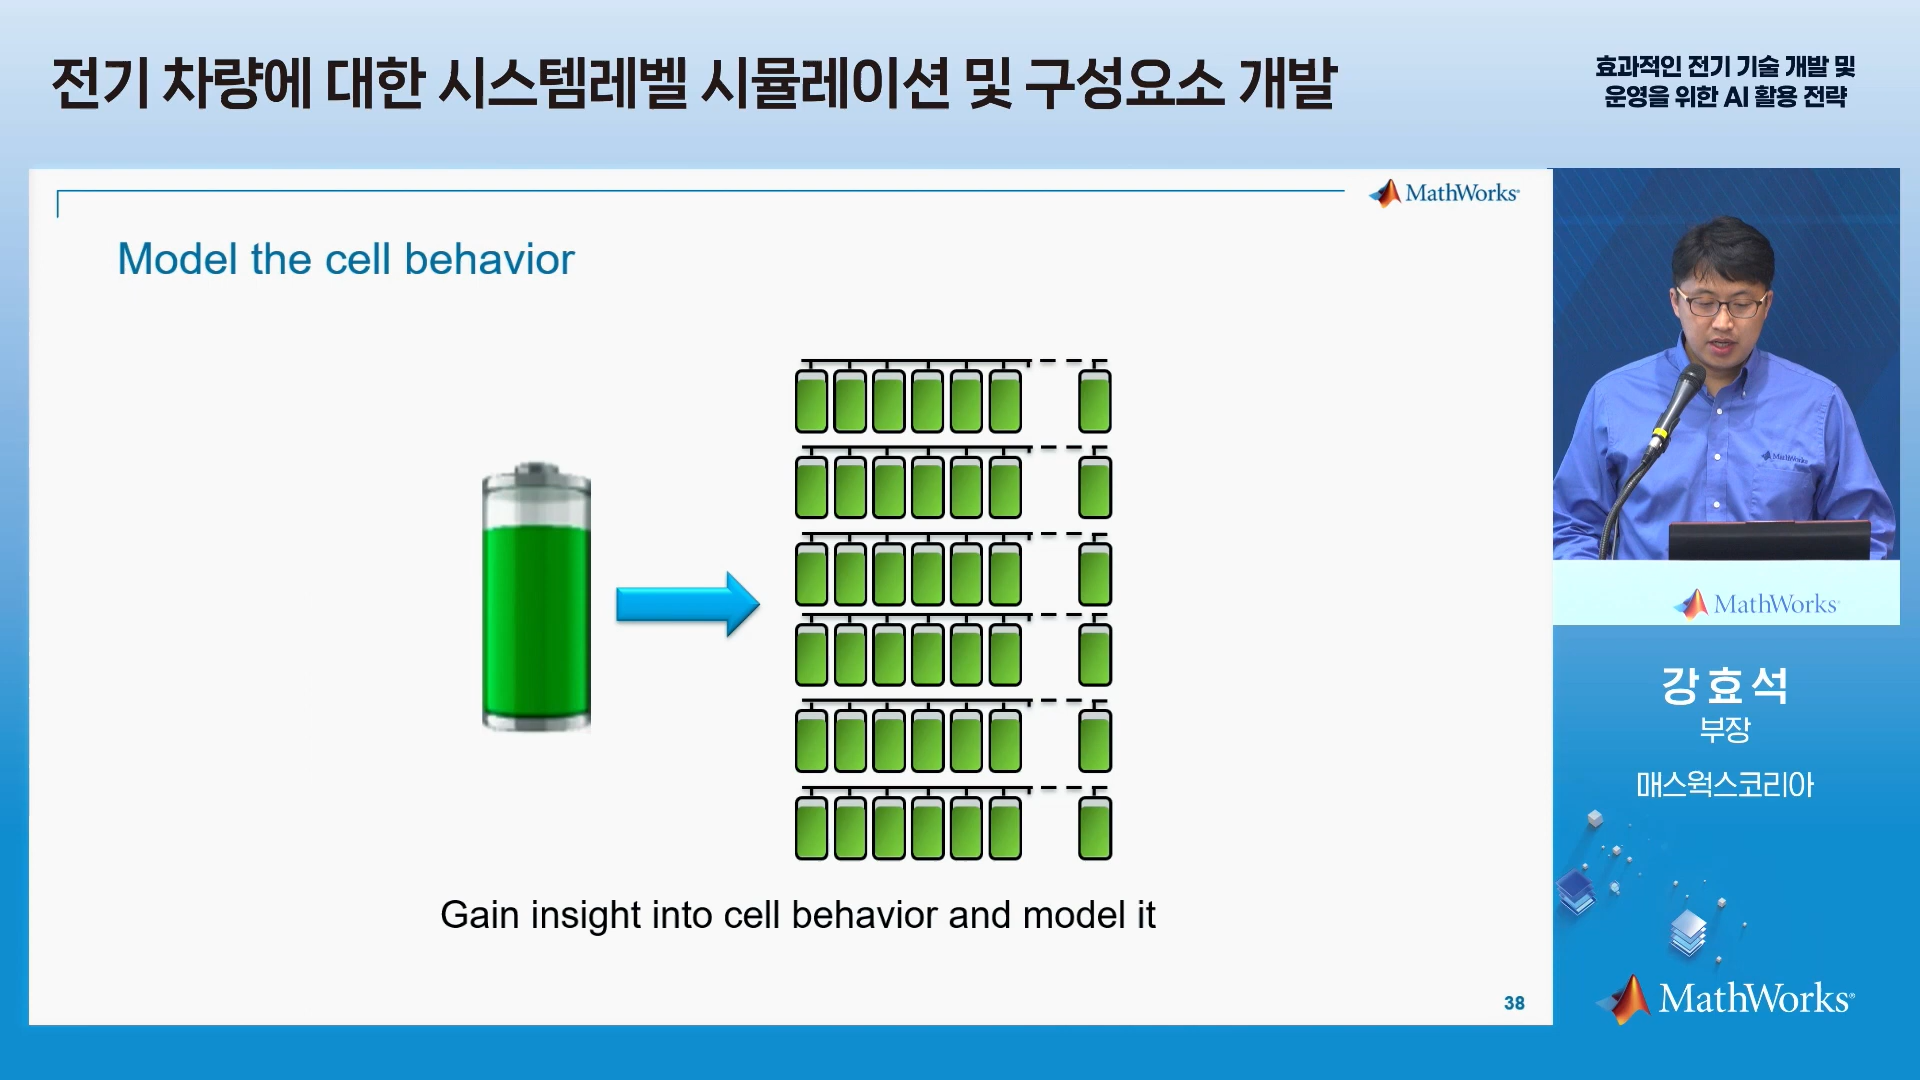 전기 차량에 대한 시스템레벨 시뮬레이션 및 구성요소 개발
효과적인 전기 기술 개발 및
운영을 위한 AI 활용 전략
MathWorks
Model the cell behavior
Gain insight into cell behavior and model it
38
MathWorks
MathWorks
강효석
부장
매스웍스코리아
MathWorks